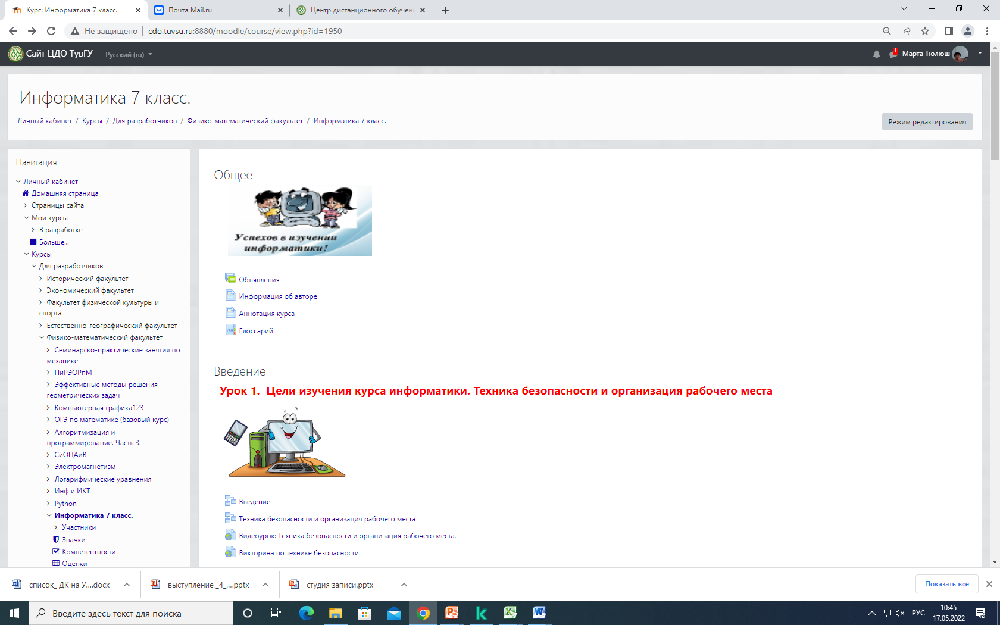 Курс: Информатика 7 класс.
Почта Mail.ru
Центр дистанционного обучен
Не защищено
cdo.tuvsu.ru:8880/moodle/course/view.php?id=1950
Сайт ЦДО ТувГУ
Русский (ru)
1
Марта Тюлюш
Информатика 7 класс.
Личный кабинет / Курсы / Для разработчиков / Физико-математический факультет / Информатика 7 класс.
Режим редактирования
Навигация
Личный кабинет
Домашняя страница
Страницы сайта
Мои курсы
В разработке
Больше...
Курсы
Для разработчиков
Исторический факультет
Экономический факультет
Факультет физической культуры и
спорта
Естественно-географический факультет
Физико-математический факультет
Семинарско-практические занятия по
механике
ПиРЭОРпМ
Эффективные методы решения
геометрических задач
Компьютерная графика123
ОГЭ по математике (базовый курс)
Алгоритмизация и
программирование. Часть 3.
СиОЦАиВ
Электромагнетизм
Логарифмические уравнения
Инф и ИКТ
Python
Информатика 7 класс.
Участники
Значки
Компетентности
Оценки
Общее
Успехов в изучении
информатики!
Объявления
Информация об авторе
Аннотация курса
Глоссарий
Введение
Урок 1. Цели изучения курса информатики. Техника безопасности и организация рабочего места
Введение
Техника безопасности и организация рабочего места
Видеоурок: Техника безопасности и организация рабочего места.
Викторина по технике безопасности
список_ ДК на У....docx
выступление _4_....pptx
студия записи.pptx
Показать все
Введите здесь текст для поиска
РУС
10:45
17.05.2022